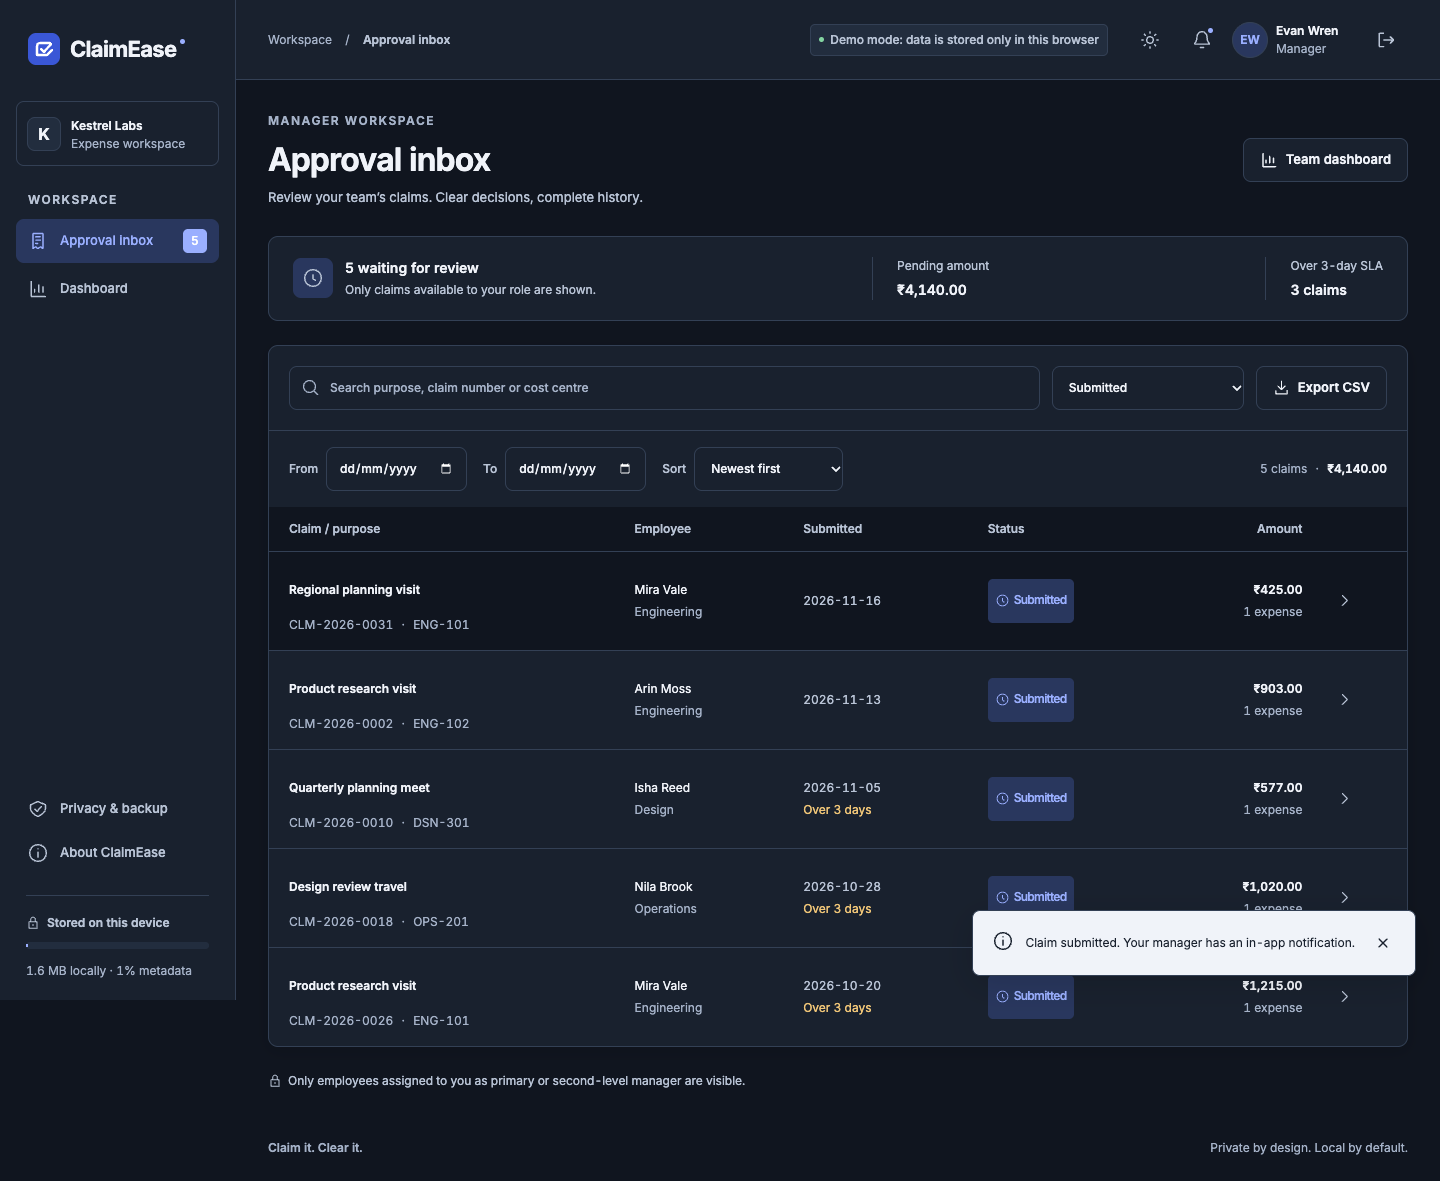 ClaimEase
Kestrel Labs
Expense workspace
K
WORKSPACE
Approval inbox 5
Dashboard
Privacy & backup
About ClaimEase
Stored on this device
1.6 MB locally · 1% metadata
Workspace / Approval inbox
Demo mode: data is stored only in this browser
EW
Evan Wren
Manager
MANAGER WORKSPACE
Approval inbox
Review your team’s claims. Clear decisions, complete history.
Team dashboard
5 waiting for review
Only claims available to your role are shown.
Pending amount
₹4,140.00
Over 3-day SLA
3 claims
Search purpose, claim number or cost centre
Submitted
Export CSV
From dd/mm/yyyy To dd/mm/yyyy Sort Newest first
5 claims · ₹4,140.00
Claim / purpose Employee Submitted Status Amount
Regional planning visit
CLM-2026-0031 · ENG-101
Mira Vale
Engineering
2026-11-16
Submitted
₹425.00
1 expense
Product research visit
CLM-2026-0002 · ENG-102
Arin Moss
Engineering
2026-11-13
Submitted
₹903.00
1 expense
Quarterly planning meet
CLM-2026-0010 · DSN-301
Isha Reed
Design
2026-11-05
Over 3 days
Submitted
₹577.00
1 expense
Design review travel
CLM-2026-0018 · OPS-201
Nila Brook
Operations
2026-10-28
Over 3 days
Submitted
₹1,020.00
1 expense
Claim submitted. Your manager has an in-app notification.
Product research visit
CLM-2026-0026 · ENG-101
Mira Vale
Engineering
2026-10-20
Over 3 days
Submitted
₹1,215.00
1 expense
Only employees assigned to you as primary or second-level manager are visible.
Claim it. Clear it.
Private by design. Local by default.